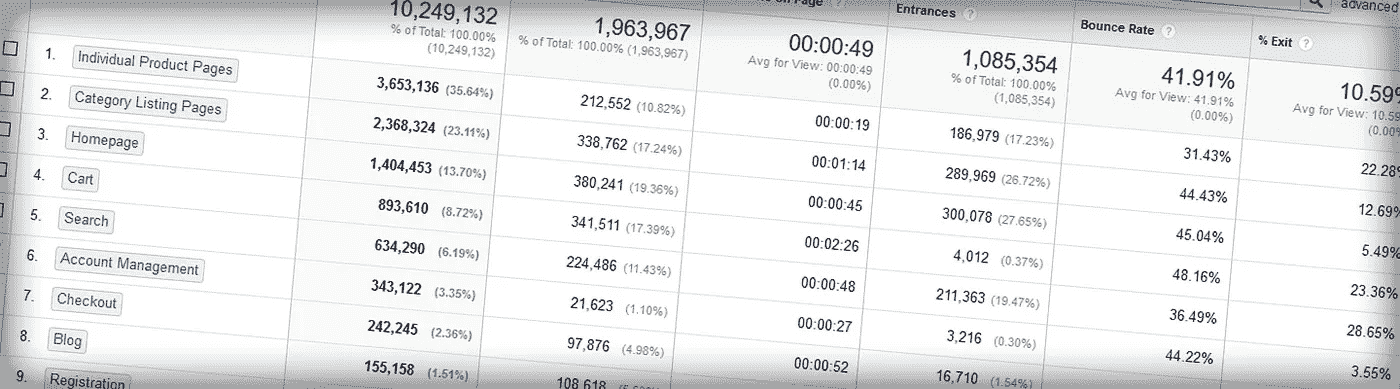 Page Entrances Bounce Rate % Exit advanced
10,249,132 1,963,967 00:00:49 1,085,354 41.91% 10.59%
% of Total: 100.00% % of Total: 100.00% (1,963,967) Avg for View: 00:00:49 % of Total: 100.00% Avg for View: 41.91% Avg for View:
(10,249,132) (0.00%) (1,085,354) (0.00%)
1. Individual Product Pages 3,653,136 (35.64%) 212,552 (10.82%) 00:00:19 186,979 (17.23%) 31.43% 22.28%
2. Category Listing Pages 2,368,324 (23.11%) 338,762 (17.24%) 00:01:14 289,969 (26.72%) 44.43% 12.69%
3. Homepage 1,404,453 (13.70%) 380,241 (19.36%) 00:00:45 300,078 (27.65%) 45.04% 5.49%
4. Cart 893,610 (8.72%) 341,511 (17.39%) 00:02:26 4,012 (0.37%) 48.16% 23.36%
5. Search 634,290 (6.19%) 224,486 (11.43%) 00:00:48 211,363 (19.47%) 36.49% 28.65%
6. Account Management 343,122 (3.35%) 21,623 (1.10%) 00:00:27 3,216 (0.30%) 44.22% 3.55%
7. Checkout 242,245 (2.36%) 97,876 (4.98%) 00:00:52 16,710 (1.54%)
8. Blog 155,158 (1.51%) 108,618
9. Registration